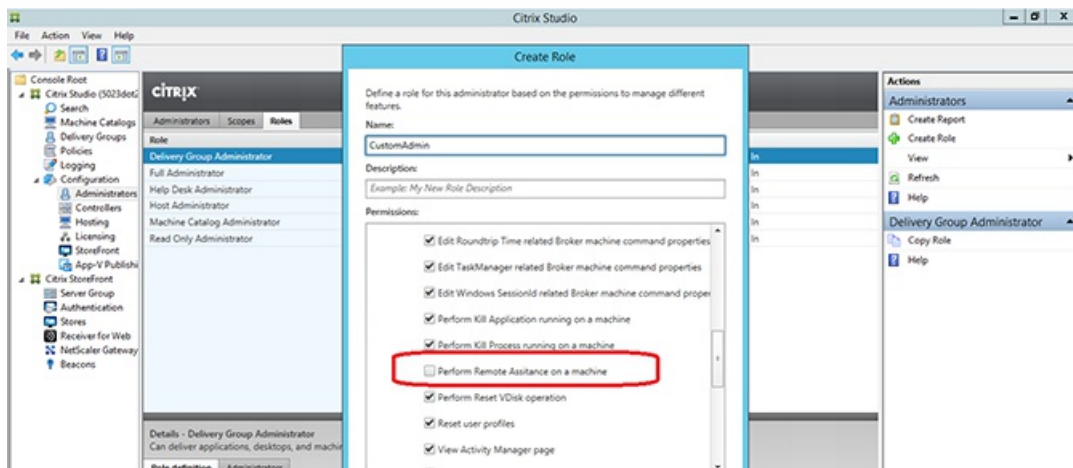 Citrix Studio
File Action View Help
Console Root
Citrix Studio (5023dot2
Search
Machine Catalogs
Delivery Groups
Policies
Logging
Configuration
Administrators
Controllers
Hosting
Licensing
StoreFront
App-V Publishi
Citrix StoreFront
Server Group
Authentication
Stores
Receiver for Web
NetScaler Gateway
Beacons
CITRIX
Administrators Scopes Roles
Role
Delivery Group Administrator
Full Administrator
Help Desk Administrator
Host Administrator
Machine Catalog Administrator
Read Only Administrator
Details - Delivery Group Administrator
Can deliver applications, desktops, and machin
Role definition Administrators
Create Role
Define a role for this administrator based on the permissions to manage different
features.
Name:
CustomAdmin
Description:
Example: My New Role Description
Permissions:
Edit Roundtrip Time related Broker machine command properties
Edit TaskManager related Broker machine command properties
Edit Windows SessionId related Broker machine command proper
Perform Kill Application running on a machine
Perform Kill Process running on a machine
Perform Remote Assitance on a machine
Perform Reset VDisk operation
Reset user profiles
View Activity Manager page
In
In
In
In
In
In
Actions
Administrators
Create Report
Create Role
View
Refresh
Help
Delivery Group Administrator
Copy Role
Help